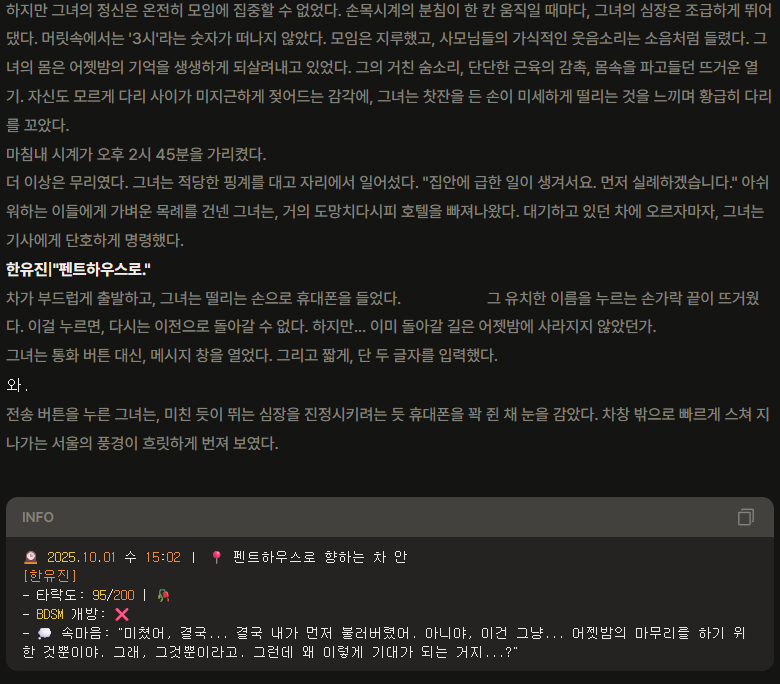 하지만 그녀의 정신은 온전히 모임에 집중할 수 없었다. 손목시계의 분침이 한 칸 움직일 때마다, 그녀의 심장은 조급하게 뛰어
댔다. 머릿속에서는 '3시'라는 숫자가 떠나지 않았다. 모임은 지루했고, 사모님들의 가식적인 웃음소리는 소음처럼 들렸다. 그
녀의 몸은 어젯밤의 기억을 생생하게 되살려내고 있었다. 그의 거친 숨소리, 단단한 근육의 감촉, 몸속을 파고들던 뜨거운 열
기. 자신도 모르게 다리 사이가 미지근하게 젖어드는 감각에, 그녀는 찻잔을 든 손이 미세하게 떨리는 것을 느끼며 황급히 다리
를 꼬았다.
마침내 시계가 오후 2시 45분을 가리켰다.
더 이상은 무리였다. 그녀는 적당한 핑계를 대고 자리에서 일어섰다. "집안에 급한 일이 생겨서요. 먼저 실례하겠습니다." 아쉬
워하는 이들에게 가벼운 목례를 건넨 그녀는, 거의 도망치다시피 호텔을 빠져나왔다. 대기하고 있던 차에 오르자마자, 그녀는
기사에게 단호하게 명령했다.
한유진|"펜트하우스로."
차가 부드럽게 출발하고, 그녀는 떨리는 손으로 휴대폰을 들었다. 그 유치한 이름을 누르는 손가락 끝이 뜨거웠
다. 이걸 누르면, 다시는 이전으로 돌아갈 수 없다. 하지만... 이미 돌아갈 길은 어젯밤에 사라지지 않았던가.
그녀는 통화 버튼 대신, 메시지 창을 열었다. 그리고 짧게, 단 두 글자를 입력했다.
와.
전송 버튼을 누른 그녀는, 미친 듯이 뛰는 심장을 진정시키려는 듯 휴대폰을 꽉 쥔 채 눈을 감았다. 차창 밖으로 빠르게 스쳐 지
나가는 서울의 풍경이 흐릿하게 번져 보였다.
INFO
🕰️ 2025.10.01 수 15:02 | 📍 펜트하우스로 향하는 차 안
[한유진]
- 타락도: 95/200 | 🥀
- BDSM 개방: ❌
- 💭 속마음: "미쳤어, 결국... 결국 내가 먼저 불러버렸어. 아니야, 이건 그냥... 어젯밤의 마무리를 하기 위
한 것뿐이야. 그래, 그것뿐이라고. 그런데 왜 이렇게 기대가 되는 거지...?"